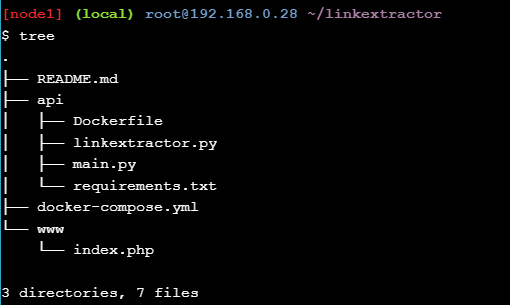 [node1] (local) root@192.168.0.28 ~/linkextractor
$ tree
.
├── README.md
├── api
│   ├── Dockerfile
│   ├── linkextractor.py
│   ├── main.py
│   └── requirements.txt
├── docker-compose.yml
└── www
    └── index.php
3 directories, 7 files